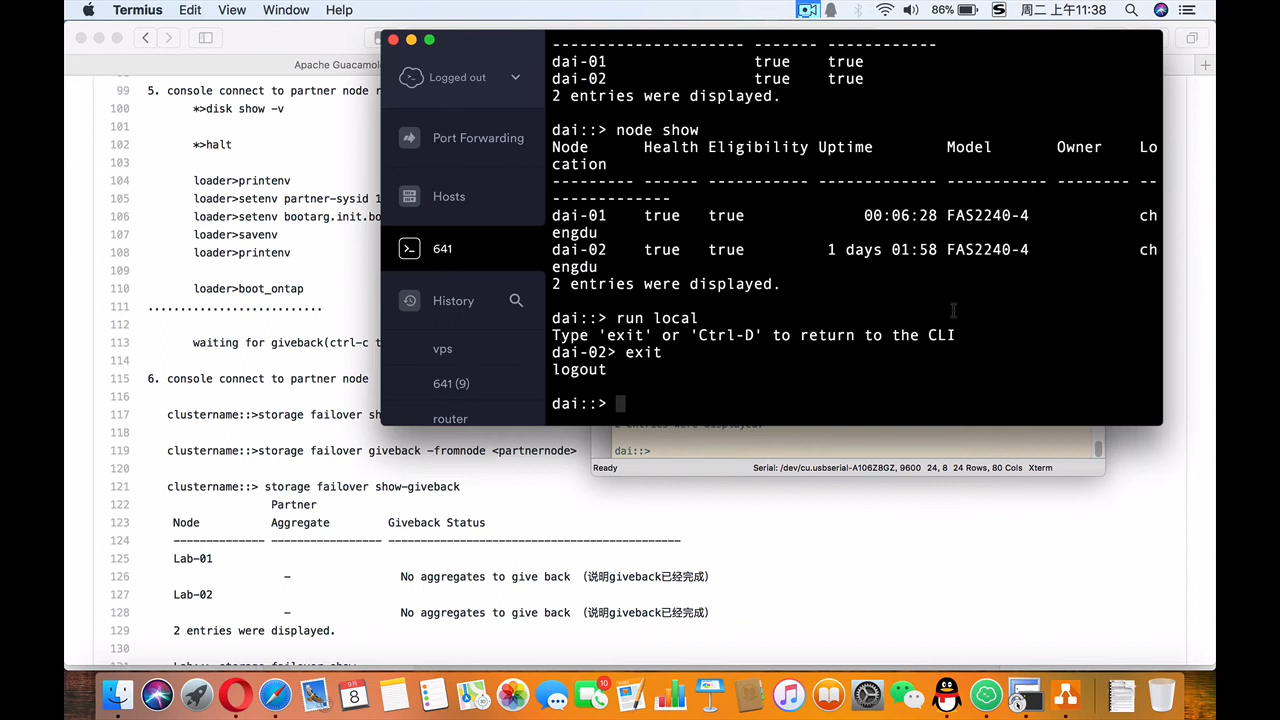 Termius Edit View Window Help 86% 周二 上午11:38
Apache Guacamol
Logged out
Port Forwarding
Hosts
641
History
vps
641 (9)
router
---------------------- ------- ------------
dai-01 true true
dai-02 true true
2 entries were displayed.
dai::> node show
Node Health Eligibility Uptime Model Owner Lo
cation
--------- ------ ----------- ------------- ----------- -------- --
-------------
dai-01 true true 00:06:28 FAS2240-4 ch
engdu
dai-02 true true 1 days 01:58 FAS2240-4 ch
engdu
2 entries were displayed.
dai::> run local
Type 'exit' or 'Ctrl-D' to return to the CLI
dai-02> exit
logout
dai::>
2 entries were displayed.
dai::>
Ready Serial: /dev/cu.usbserial-A106Z8GZ, 9600 24, 8 24 Rows, 80 Cols Xterm
99 5. console connect to partner node
100 *>disk show -v
101
102 *>halt
103
104 loader>printenv
105 loader>setenv partner-sysid
106 loader>setenv bootarg.init.bo
107 loader>savenv
108 loader>printenv
109
110 loader>boot_ontap
111 ...........................
112
113 waiting for giveback(ctrl-c
114
115 6. console connect to partner node
116
117 clustername::>storage failover
118
119 clustername::>storage failover giveback -fromnode <partnernode>
120
121 clustername::> storage failover show-giveback
122 Partner
123 Node Aggregate Giveback Status
124 -------------- ----------------- ---------------------------------------------
125 Lab-01
126 - No aggregates to give back （说明giveback已经完成）
127 Lab-02
128 - No aggregates to give back （说明giveback已经完成）
129 2 entries were displayed.
130
9月
8
10